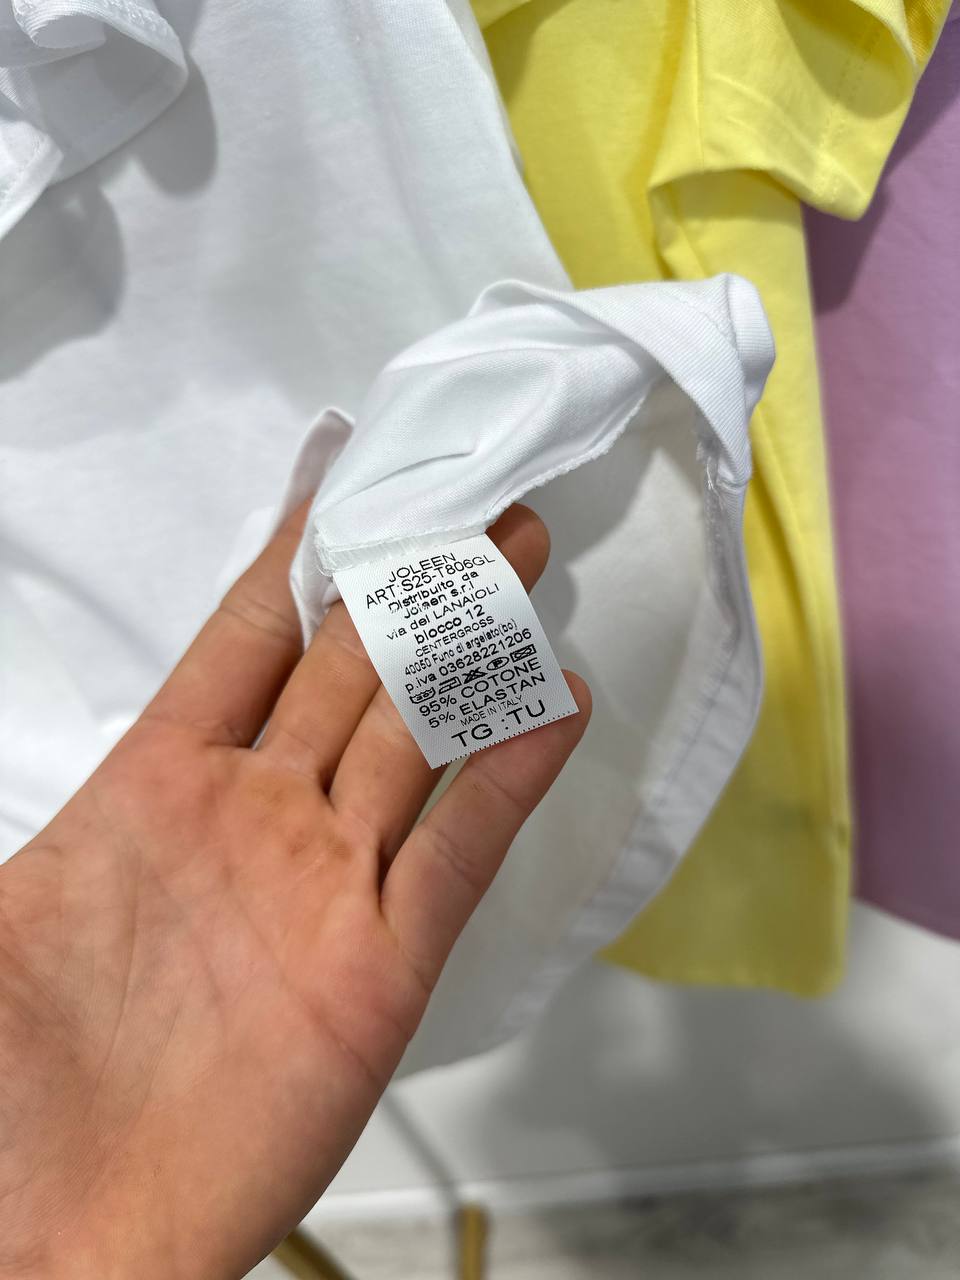 JOLEEN
ART:S25-T806GL
Distribuito da
Joleen s.r.l
via dei LANAIOLI
blocco 12
CENTERGROSS
40050 Funo di argelato(bo)
p.iva 03628221206
95% COTONE
5% ELASTAN
MADE IN ITALY
TG :TU